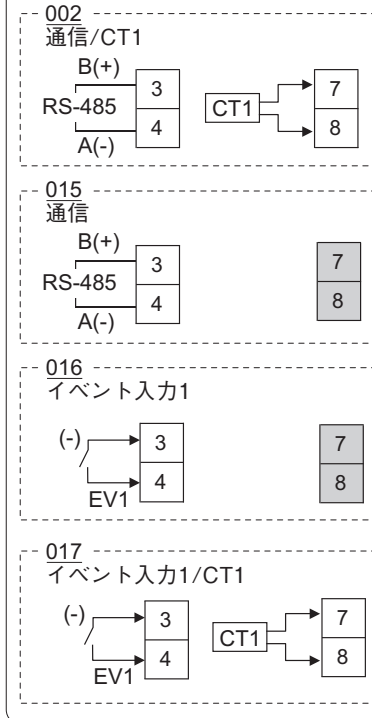 002
通信/CT1
B(+)
RS-485
A(-)
3
4
CT1
7
8
015
通信
B(+)
RS-485
A(-)
3
4
7
8
016
イベント入力1
(-)
EV1
3
4
7
8
017
イベント入力1/CT1
(-)
EV1
3
4
CT1
7
8